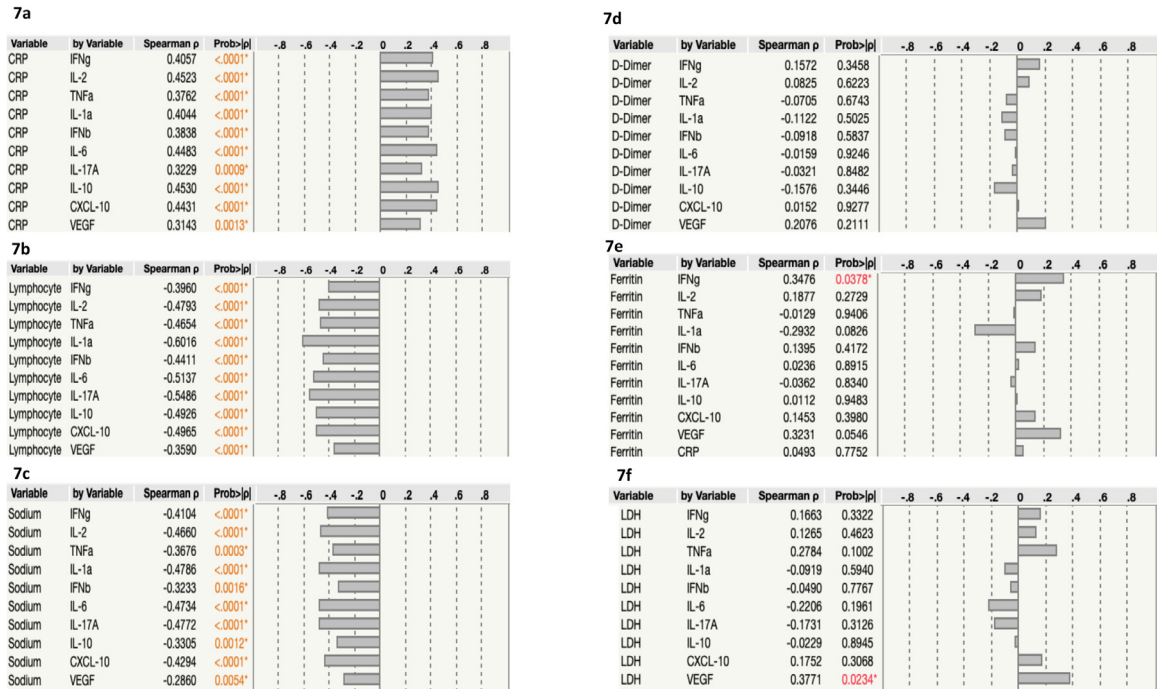 7a
Variable by Variable Spearman ρ Prob>|ρ| -.8 -.6 -.4 -.2 0 .2 .4 .6 .8
CRP IFNg 0.4057 <.0001*
CRP IL-2 0.4523 <.0001*
CRP TNFa 0.3762 <.0001*
CRP IL-1a 0.4044 <.0001*
CRP IFNb 0.3838 <.0001*
CRP IL-6 0.4483 <.0001*
CRP IL-17A 0.3229 0.0009*
CRP IL-10 0.4530 <.0001*
CRP CXCL-10 0.4431 <.0001*
CRP VEGF 0.3143 0.0013*
7b
Variable by Variable Spearman ρ Prob>|ρ| -.8 -.6 -.4 -.2 0 .2 .4 .6 .8
Lymphocyte IFNg -0.3960 <.0001*
Lymphocyte IL-2 -0.4793 <.0001*
Lymphocyte TNFa -0.4654 <.0001*
Lymphocyte IL-1a -0.6016 <.0001*
Lymphocyte IFNb -0.4411 <.0001*
Lymphocyte IL-6 -0.5137 <.0001*
Lymphocyte IL-17A -0.5486 <.0001*
Lymphocyte IL-10 -0.4926 <.0001*
Lymphocyte CXCL-10 -0.4965 <.0001*
Lymphocyte VEGF -0.3590 <.0001*
7c
Variable by Variable Spearman ρ Prob>|ρ| -.8 -.6 -.4 -.2 0 .2 .4 .6 .8
Sodium IFNg -0.4104 <.0001*
Sodium IL-2 -0.4660 <.0001*
Sodium TNFa -0.3676 0.0003*
Sodium IL-1a -0.4786 <.0001*
Sodium IFNb -0.3233 0.0016*
Sodium IL-6 -0.4734 <.0001*
Sodium IL-17A -0.4772 <.0001*
Sodium IL-10 -0.3305 0.0012*
Sodium CXCL-10 -0.4294 <.0001*
Sodium VEGF -0.2860 0.0054*
7d
Variable by Variable Spearman ρ Prob>|ρ| -.8 -.6 -.4 -.2 0 .2 .4 .6 .8
D-Dimer IFNg 0.1572 0.3458
D-Dimer IL-2 0.0825 0.6223
D-Dimer TNFa -0.0705 0.6743
D-Dimer IL-1a -0.1122 0.5025
D-Dimer IFNb -0.0918 0.5837
D-Dimer IL-6 -0.0159 0.9246
D-Dimer IL-17A -0.0321 0.8482
D-Dimer IL-10 -0.1576 0.3446
D-Dimer CXCL-10 0.0152 0.9277
D-Dimer VEGF 0.2076 0.2111
7e
Variable by Variable Spearman ρ Prob>|ρ| -.8 -.6 -.4 -.2 0 .2 .4 .6 .8
Ferritin IFNg 0.3476 0.0378*
Ferritin IL-2 0.1877 0.2729
Ferritin TNFa -0.0129 0.9406
Ferritin IL-1a -0.2932 0.0826
Ferritin IFNb 0.1395 0.4172
Ferritin IL-6 0.0236 0.8915
Ferritin IL-17A -0.0362 0.8340
Ferritin IL-10 0.0112 0.9483
Ferritin CXCL-10 0.1453 0.3980
Ferritin VEGF 0.3231 0.0546
Ferritin CRP 0.0493 0.7752
7f
Variable by Variable Spearman ρ Prob>|ρ| -.8 -.6 -.4 -.2 0 .2 .4 .6 .8
LDH IFNg 0.1663 0.3322
LDH IL-2 0.1265 0.4623
LDH TNFa 0.2784 0.1002
LDH IL-1a -0.0919 0.5940
LDH IFNb -0.0490 0.7767
LDH IL-6 -0.2206 0.1961
LDH IL-17A -0.1731 0.3126
LDH IL-10 -0.0229 0.8945
LDH CXCL-10 0.1752 0.3068
LDH VEGF 0.3771 0.0234*